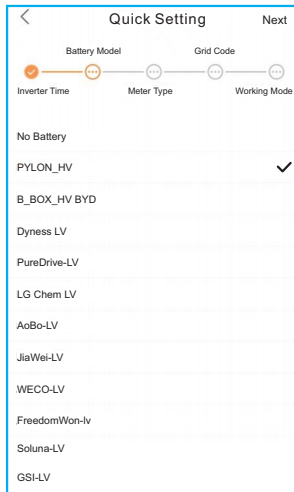 Quick Setting Next
Battery Model Grid Code
Inverter Time Meter Type Working Mode
No Battery
PYLON_HV
B_BOX_HV BYD
Dyness LV
PureDrive-LV
LG Chem LV
AoBo-LV
JiaWei-LV
WECO-LV
FreedomWon-lv
Soluna-LV
GSI-LV